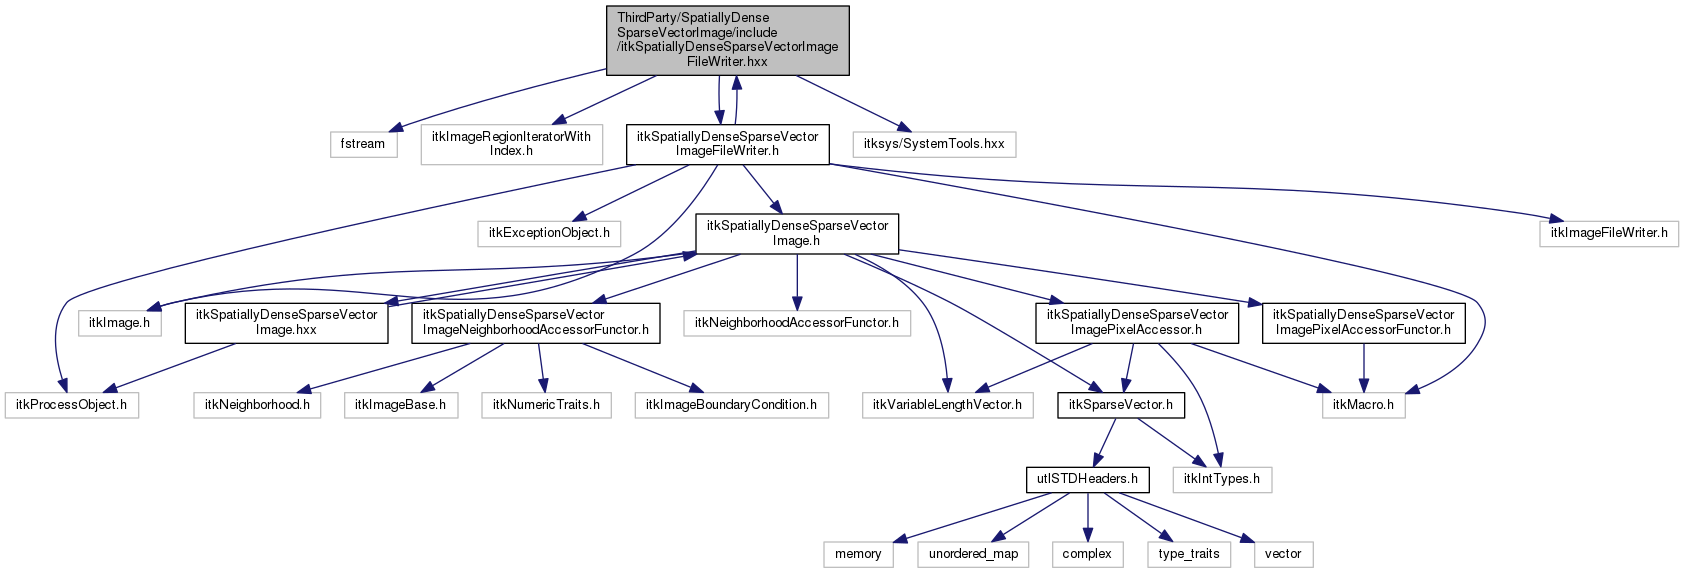 ThirdParty/SpatiallyDense
SparseVectorImage/include
/itkSpatiallyDenseSparseVectorImage
FileWriter.hxx
fstream
itkImageRegionIteratorWith
Index.h
itkSpatiallyDenseSparseVector
ImageFileWriter.h
itksys/SystemTools.hxx
itkExceptionObject.h
itkSpatiallyDenseSparseVector
Image.h
itkImageFileWriter.h
itkImage.h
itkSpatiallyDenseSparseVector
Image.hxx
itkSpatiallyDenseSparseVector
ImageNeighborhoodAccessorFunctor.h
itkNeighborhoodAccessorFunctor.h
itkSpatiallyDenseSparseVector
ImagePixelAccessor.h
itkSpatiallyDenseSparseVector
ImagePixelAccessorFunctor.h
itkProcessObject.h
itkNeighborhood.h
itkImageBase.h
itkNumericTraits.h
itkImageBoundaryCondition.h
itkVariableLengthVector.h
itkSparseVector.h
itkMacro.h
utlSTDHeaders.h
itkIntTypes.h
memory
unordered_map
complex
type_traits
vector